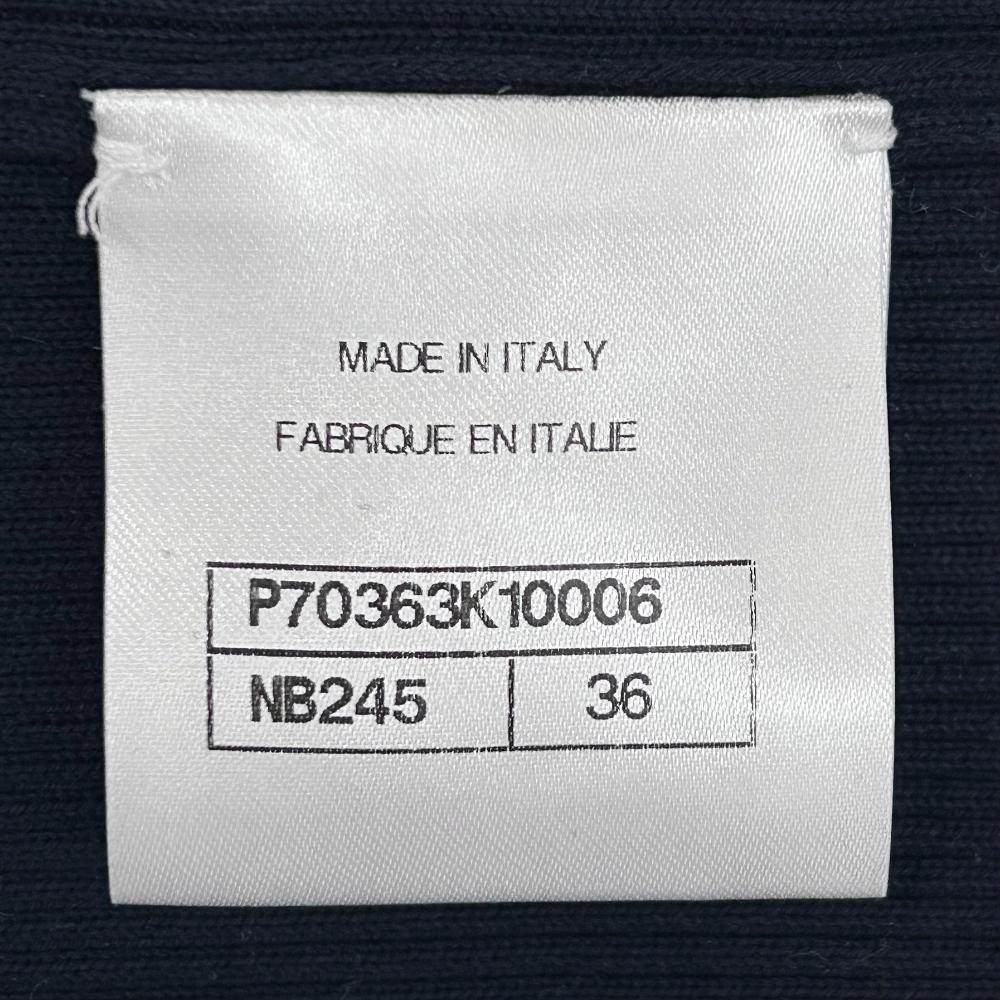 MADE IN ITALY
FABRIQUE EN ITALIE
P70363K10006
NB245 36